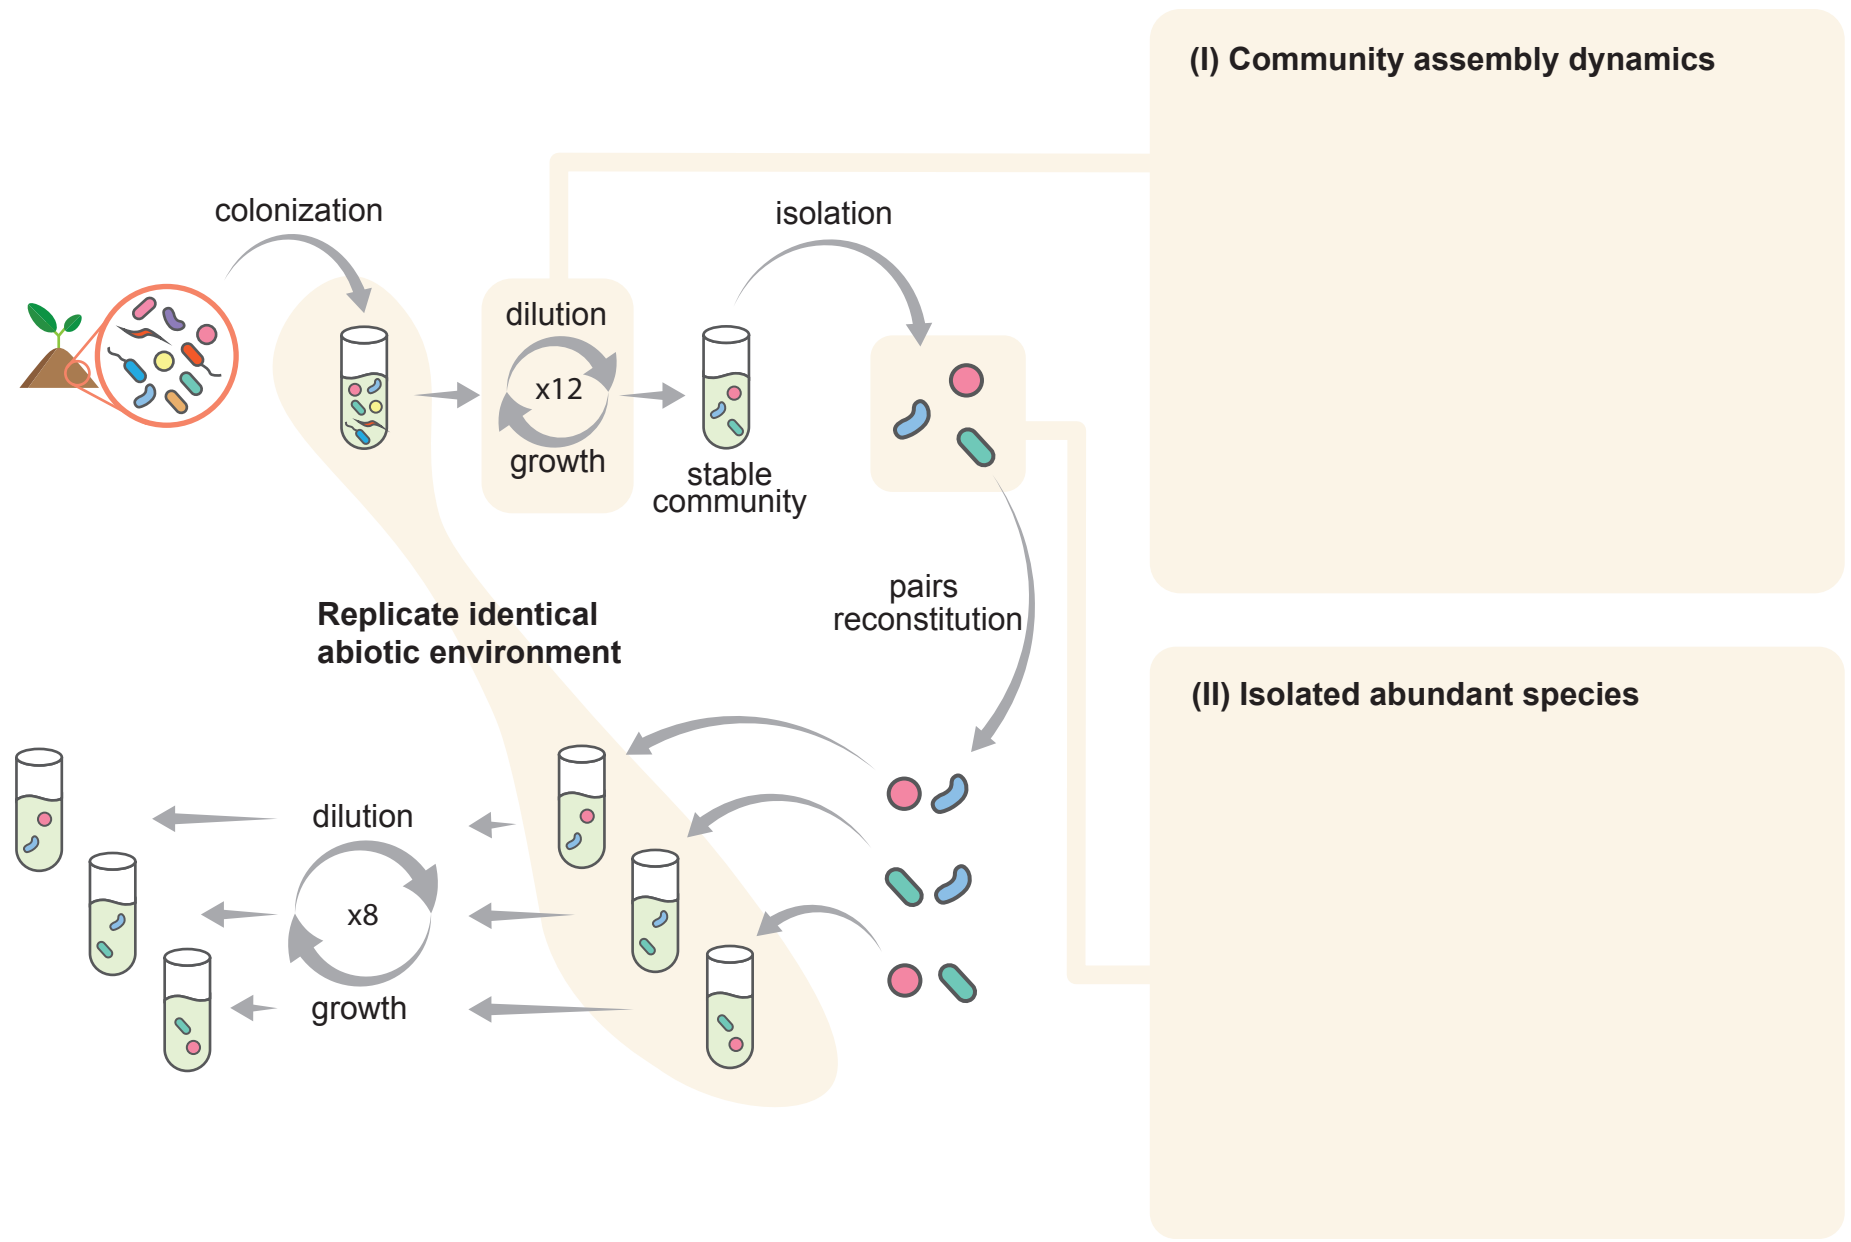 (I) Community assembly dynamics
colonization
isolation
dilution
x12
growth
stable
community
pairs
reconstitution
Replicate identical
abiotic environment
(II) Isolated abundant species
dilution
x8
growth